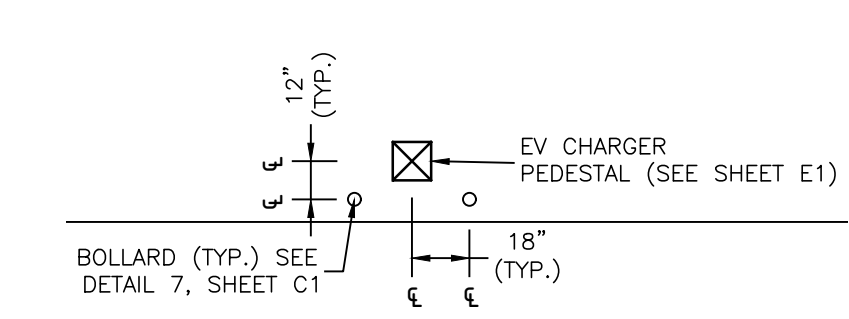 12"
(TYP.)
℄
℄
EV CHARGER
PEDESTAL (SEE SHEET E1)
BOLLARD (TYP.) SEE
DETAIL 7, SHEET C1
18"
(TYP.)
℄ ℄